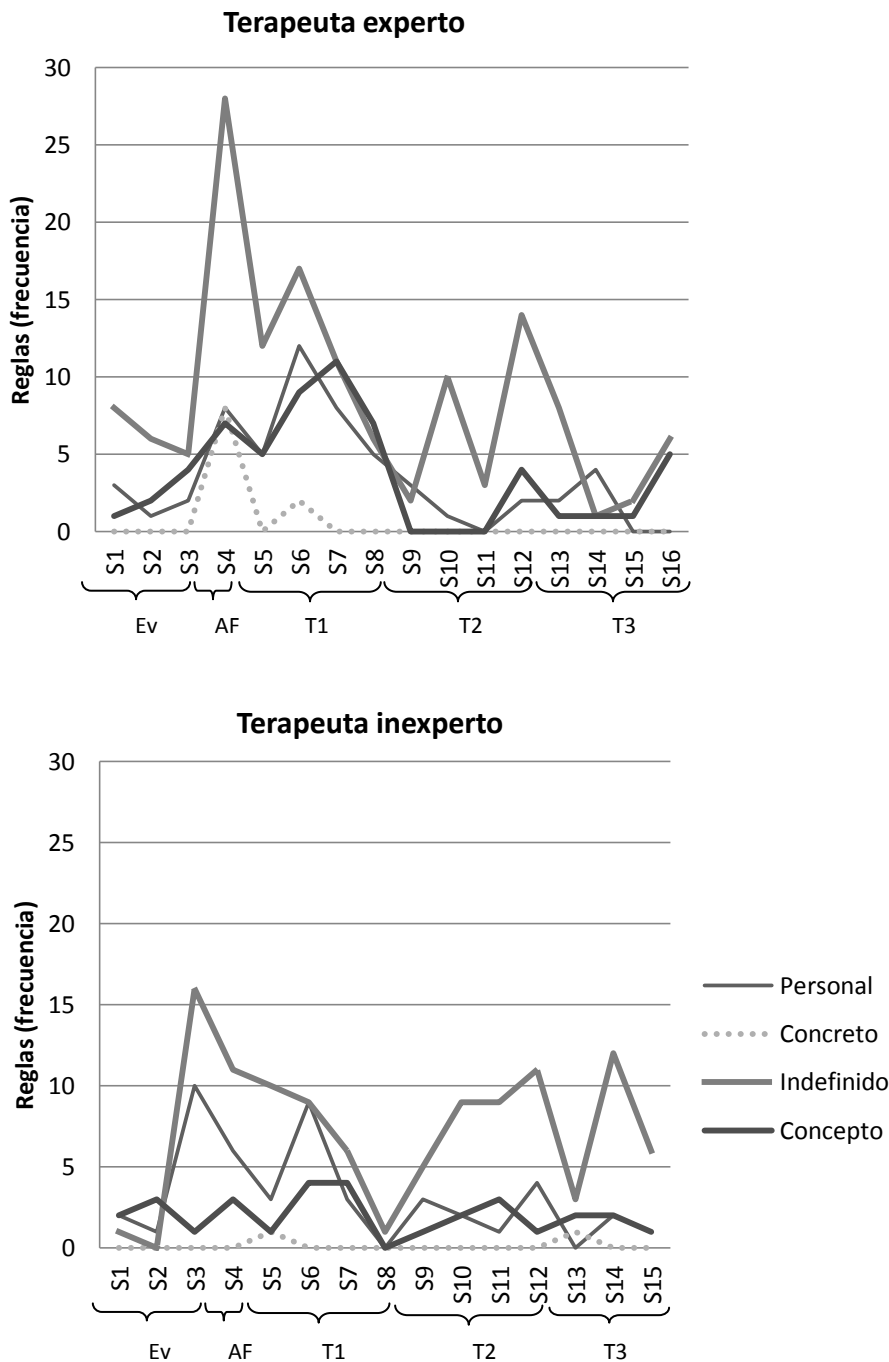 Terapeuta experto
Reglas (frecuencia)
30
25
20
15
10
5
0
S1 S2 S3 S4 S5 S6 S7 S8 S9 S10 S11 S12 S13 S14 S15 S16
Ev AF T1 T2 T3
Terapeuta inexperto
Reglas (frecuencia)
30
25
20
15
10
5
0
S1 S2 S3 S4 S5 S6 S7 S8 S9 S10 S11 S12 S13 S14 S15
Ev AF T1 T2 T3
Personal
Concreto
Indefinido
Concepto